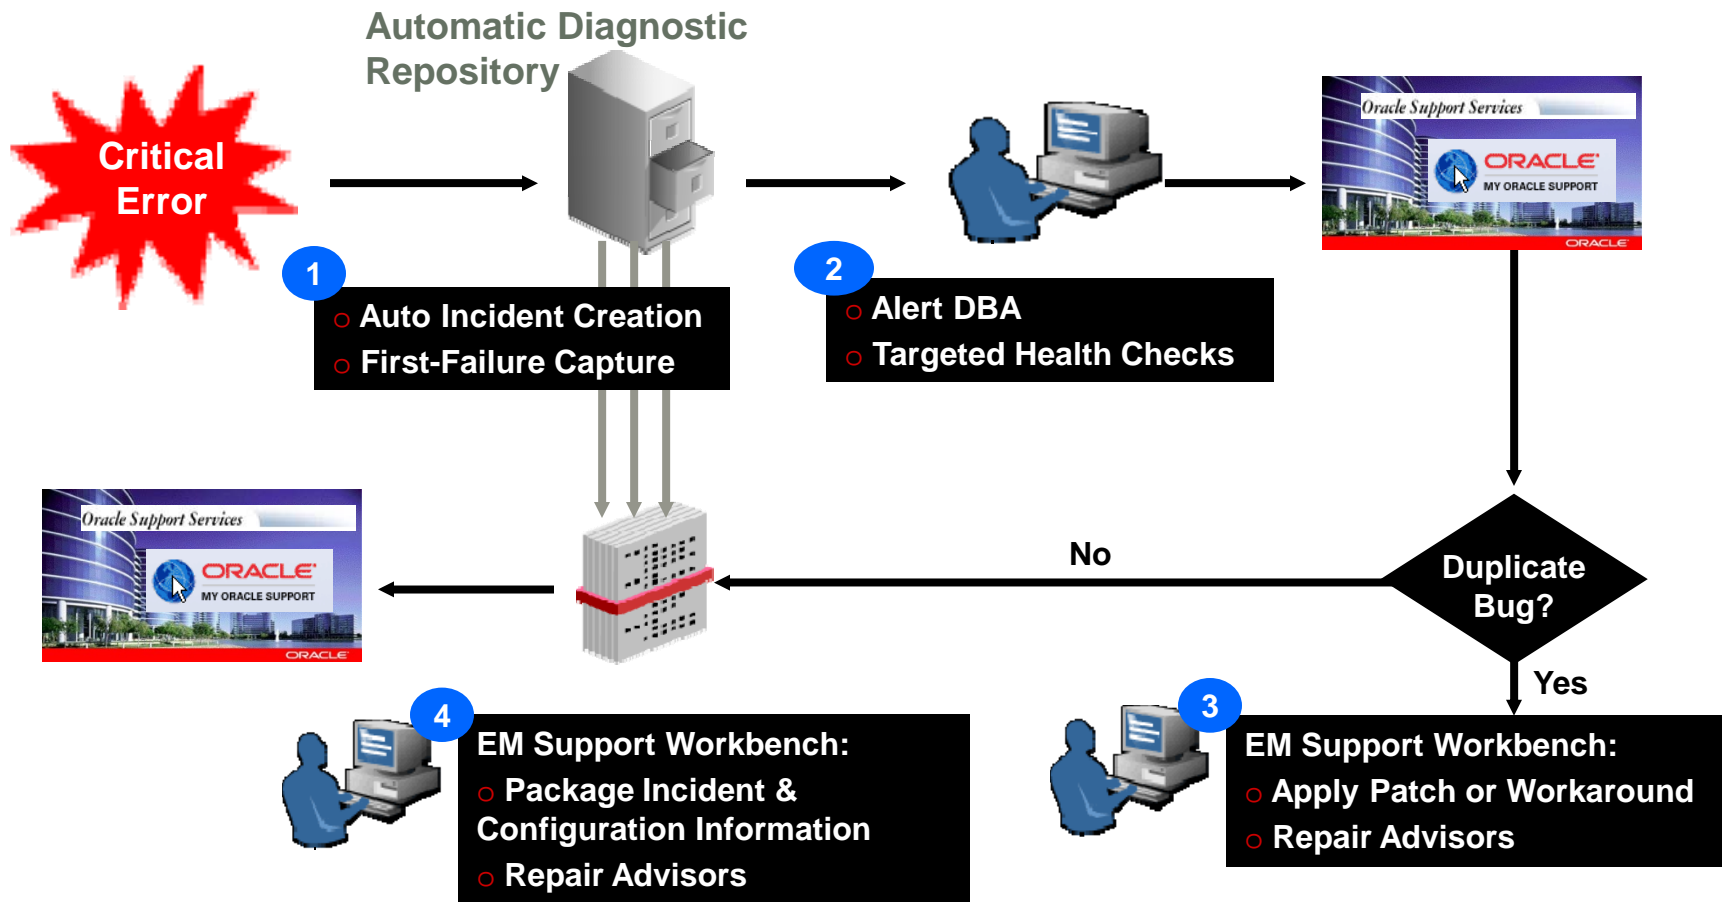 Automatic Diagnostic
Repository
Critical
Error
Oracle Support Services
ORACLE
MY ORACLE SUPPORT
ORACLE
1
o Auto Incident Creation
o First-Failure Capture
2
o Alert DBA
o Targeted Health Checks
Oracle Support Services
ORACLE
MY ORACLE SUPPORT
ORACLE
No
Duplicate
Bug?
Yes
4
EM Support Workbench:
o Package Incident &
Configuration Information
o Repair Advisors
3
EM Support Workbench:
o Apply Patch or Workaround
o Repair Advisors